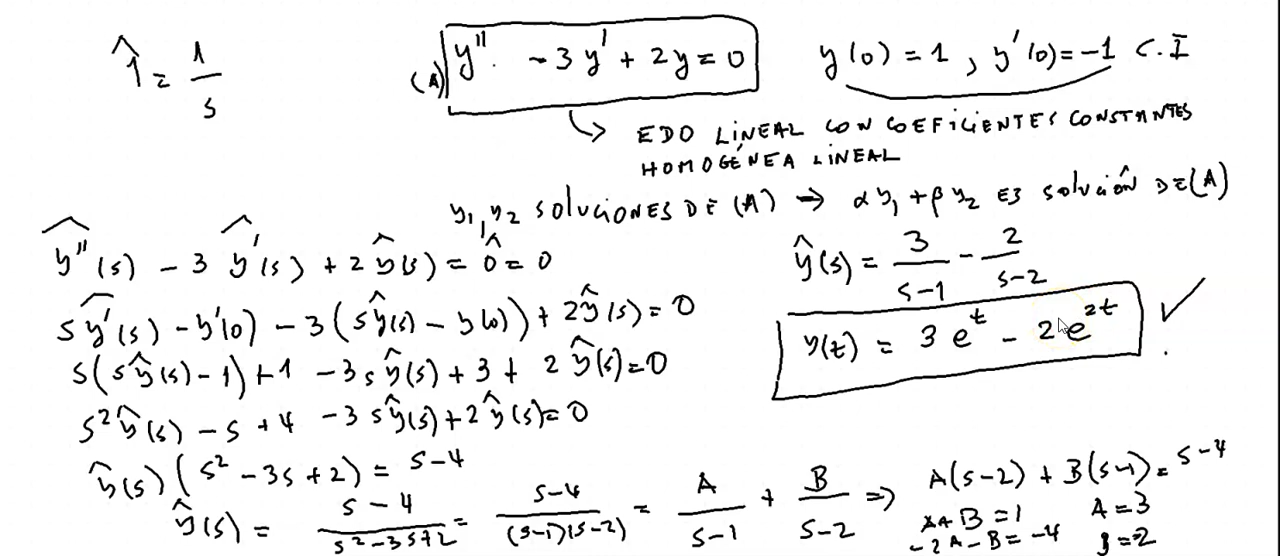 1̂ = 1/s
(A) y'' - 3y' + 2y = 0    y(0) = 1, y'(0) = -1 C.I
↳ EDO LINEAL CON COEFICIENTES CONSTANTES
HOMOGÉNEA LINEAL
y₁, y₂ SOLUCIONES DE (A) → αy₁ + βy₂ ES SOLUCIÓN DE (A)
ŷ''(s) - 3 ŷ'(s) + 2 ŷ(s) = 0̂ = 0
sŷ'(s) - y'(0) - 3(sŷ(s) - y(0)) + 2ŷ(s) = 0
s(sŷ(s) - 1) + 1 - 3sŷ(s) + 3 + 2ŷ(s) = 0
s²ŷ(s) - s + 4 - 3sŷ(s) + 2ŷ(s) = 0
ŷ(s)(s² - 3s + 2) = s - 4
ŷ(s) = (s-4)/(s²-3s+2) = (s-4)/((s-1)(s-2)) = A/(s-1) + B/(s-2) ⇒ A(s-2) + B(s-1) = s-4
A + B = 1    A = 3
-2A - B = -4    B = -2
ŷ(s) = 3/(s-1) - 2/(s-2)
y(t) = 3e^t - 2e^{2t} ✓